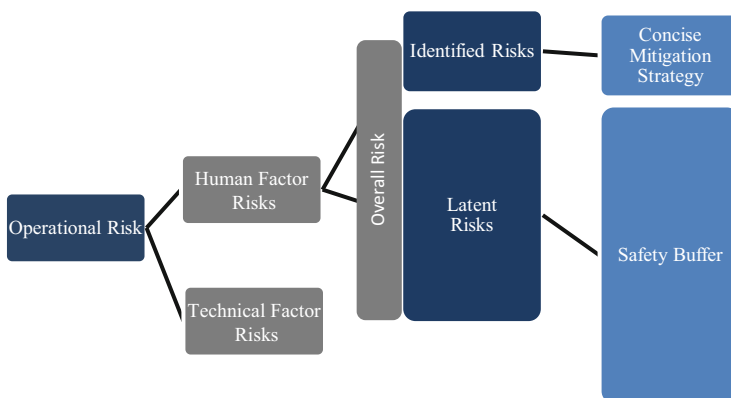 Operational Risk
Human Factor
Risks
Technical Factor
Risks
Overall Risk
Identified Risks
Latent
Risks
Concise
Mitigation
Strategy
Safety Buffer